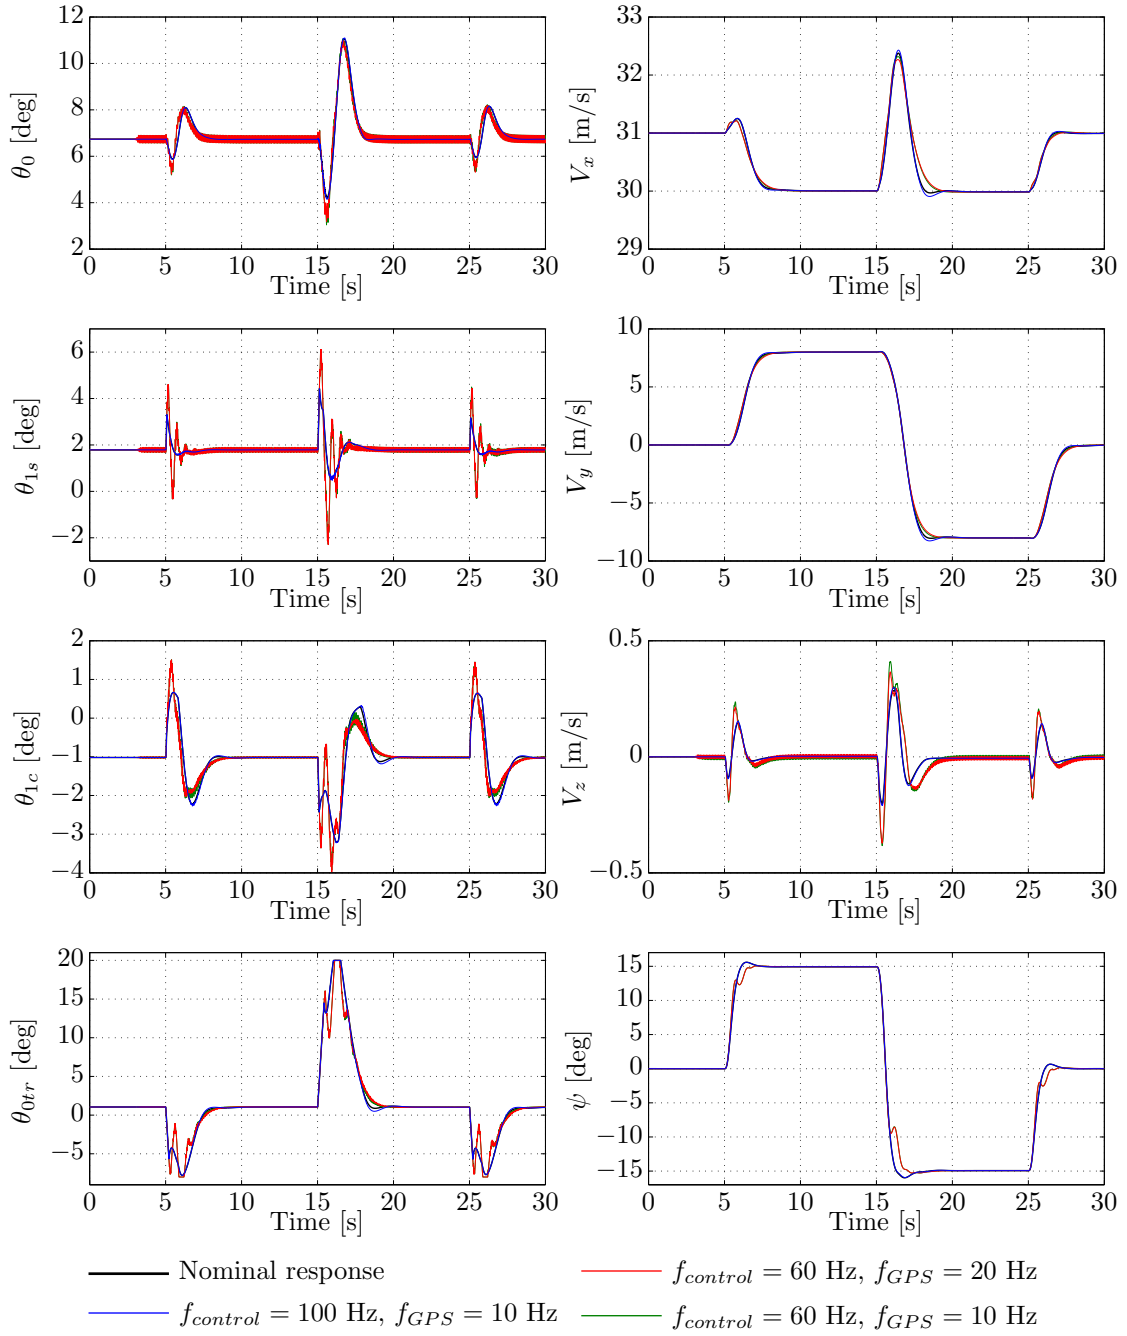 12
10
8
6
4
2
θ0 [deg]
0 5 10 15 20 25 30
Time [s]
33
32
31
30
29
Vx [m/s]
0 5 10 15 20 25 30
Time [s]
6
4
2
0
−2
θ1s [deg]
0 5 10 15 20 25 30
Time [s]
10
5
0
−5
−10
Vy [m/s]
0 5 10 15 20 25 30
Time [s]
2
1
0
−1
−2
−3
−4
θ1c [deg]
0 5 10 15 20 25 30
Time [s]
0.5
0
−0.5
Vz [m/s]
0 5 10 15 20 25 30
Time [s]
20
15
10
5
0
−5
θ0tr [deg]
0 5 10 15 20 25 30
Time [s]
15
10
5
0
−5
−10
−15
ψ [deg]
0 5 10 15 20 25 30
Time [s]
Nominal response
fcontrol = 100 Hz, fGPS = 10 Hz
fcontrol = 60 Hz, fGPS = 20 Hz
fcontrol = 60 Hz, fGPS = 10 Hz